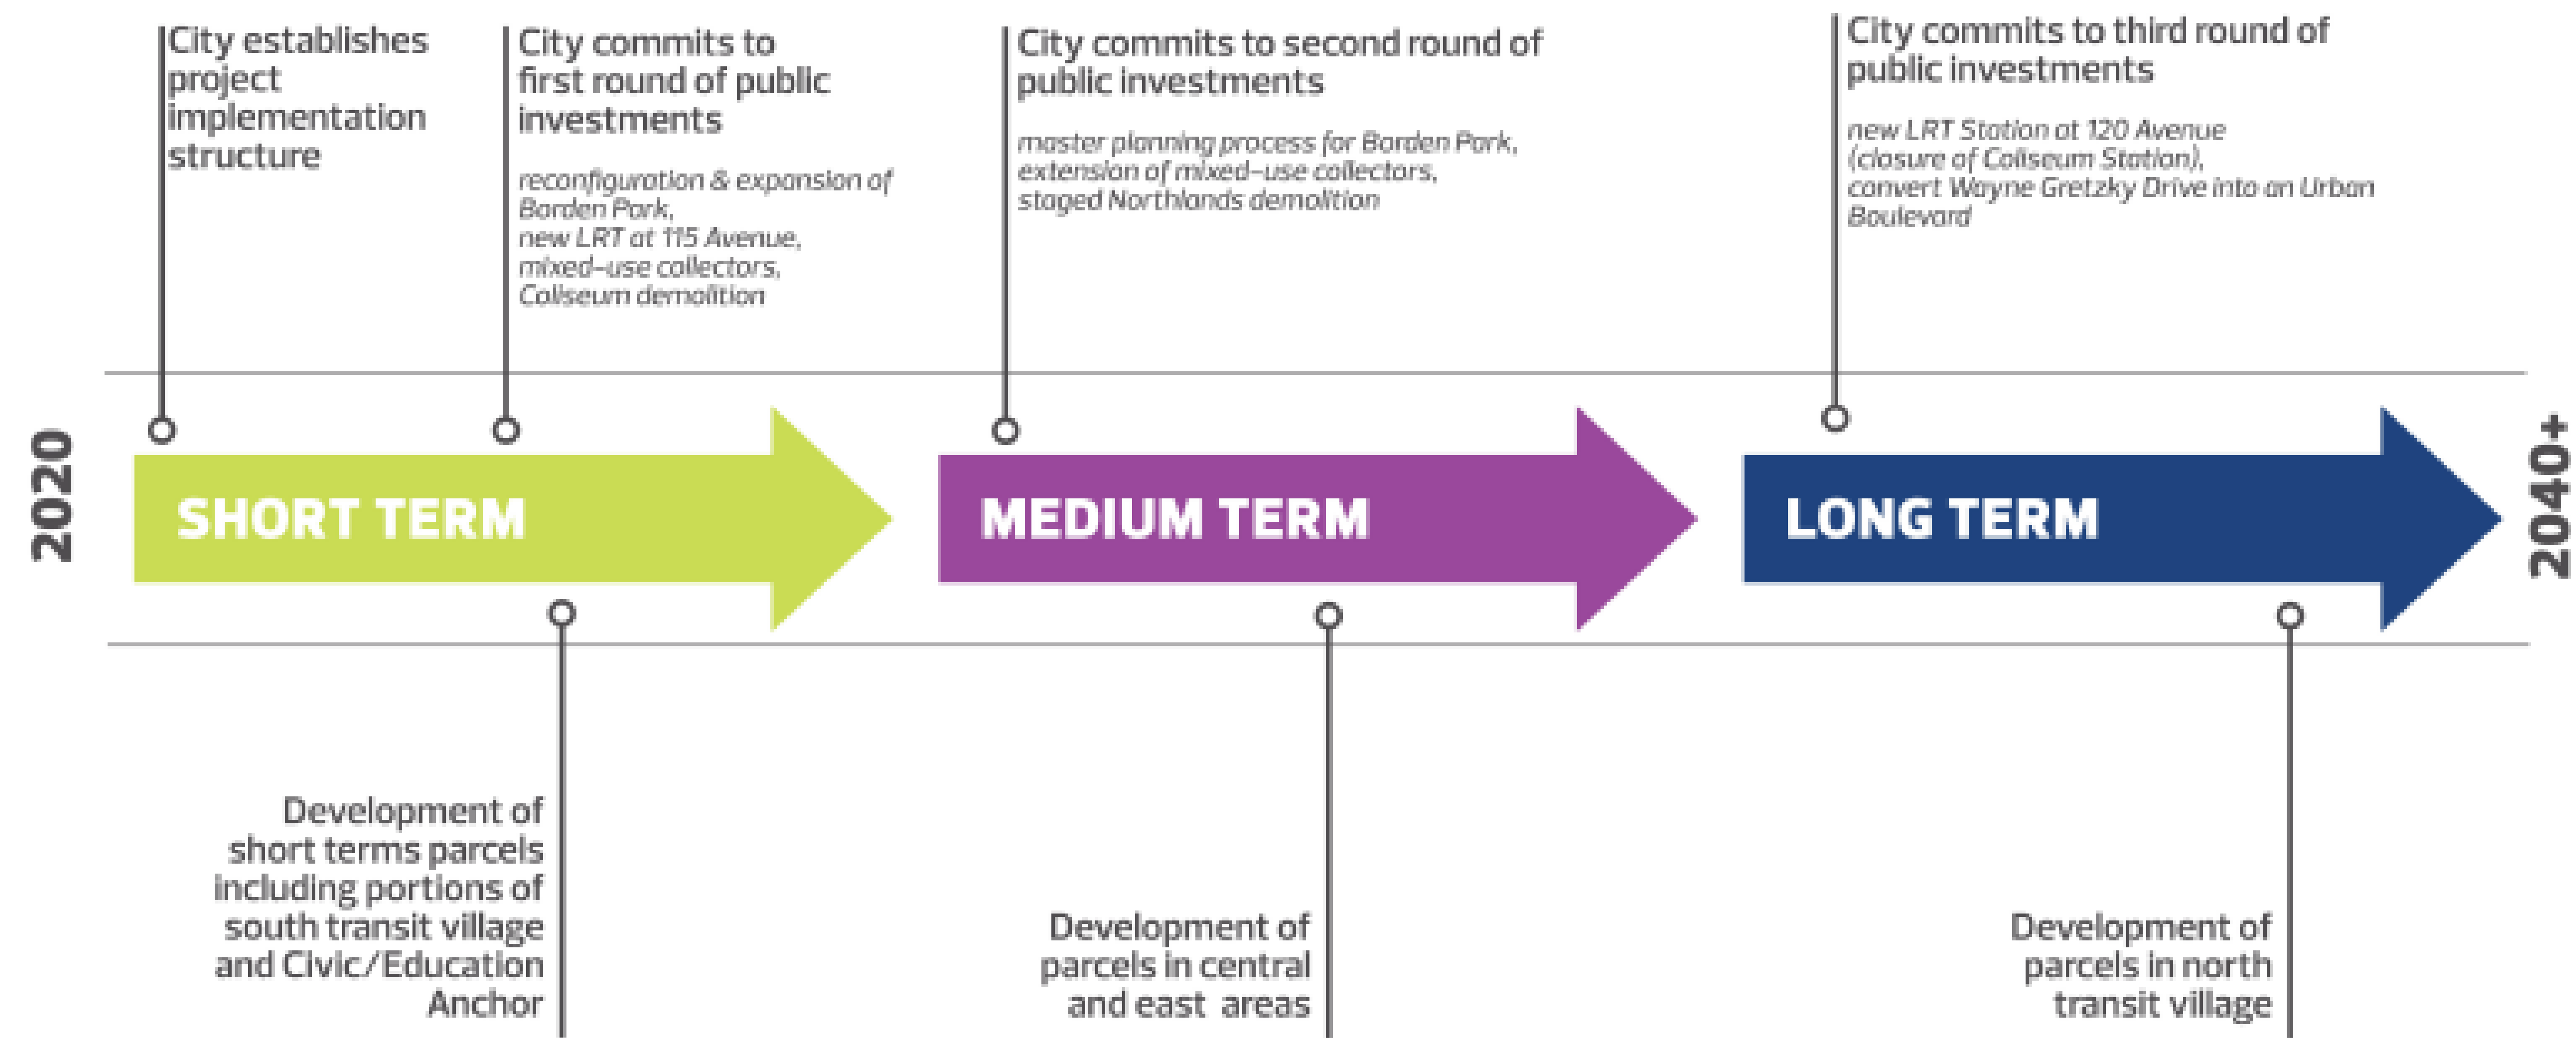 City establishes
project
implementation
structure
City commits to
first round of public
investments
reconfiguration & expansion of
Borden Park,
new LRT at 115 Avenue,
mixed-use collectors,
Coliseum demolition
City commits to second round of
public investments
master planning process for Borden Park,
extension of mixed-use collectors,
staged Northlands demolition
City commits to third round of
public investments
new LRT Station at 120 Avenue
(closure of Coliseum Station),
convert Wayne Gretzky Drive into an Urban
Boulevard
2020
SHORT TERM
MEDIUM TERM
LONG TERM
2040+
Development of
short terms parcels
including portions of
south transit village
and Civic/Education
Anchor
Development of
parcels in central
and east areas
Development of
parcels in north
transit village